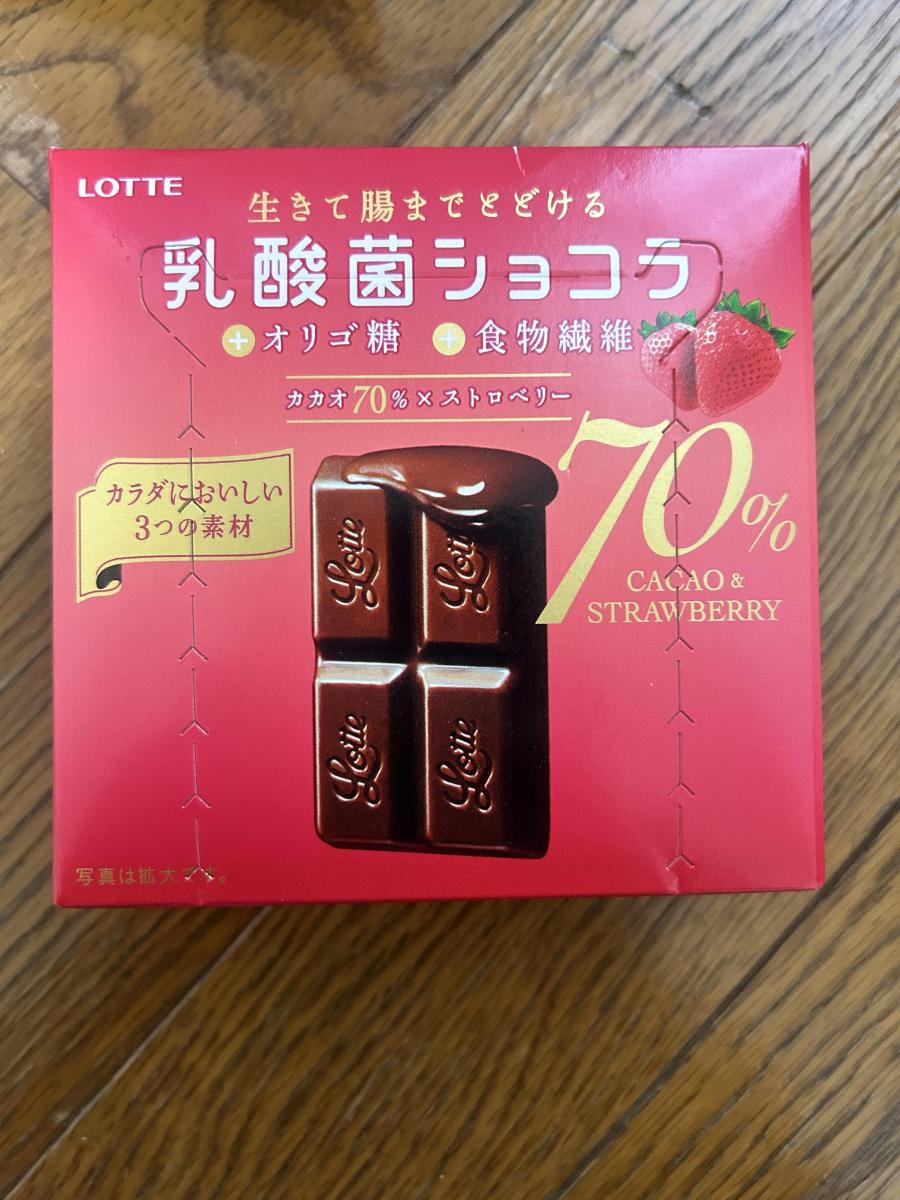 LOTTE
生きて腸までとどける
乳酸菌ショコラ
+オリゴ糖 +食物繊維
カカオ70%×ストロベリー
70%
CACAO &
STRAWBERRY
カラダにおいしい
3つの素材
Lotte
Lotte
Lotte
Lotte
写真は拡大です。